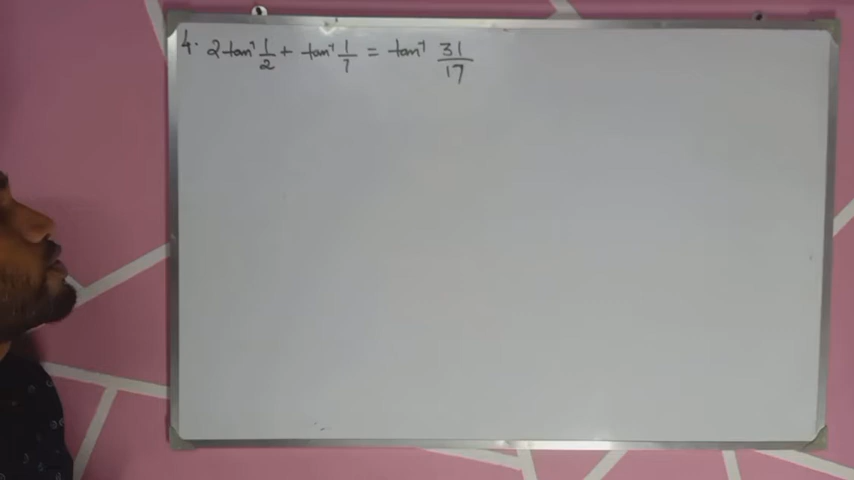 4. 2 tan⁻¹ 1/2 + tan⁻¹ 1/7 = tan⁻¹ 31/17